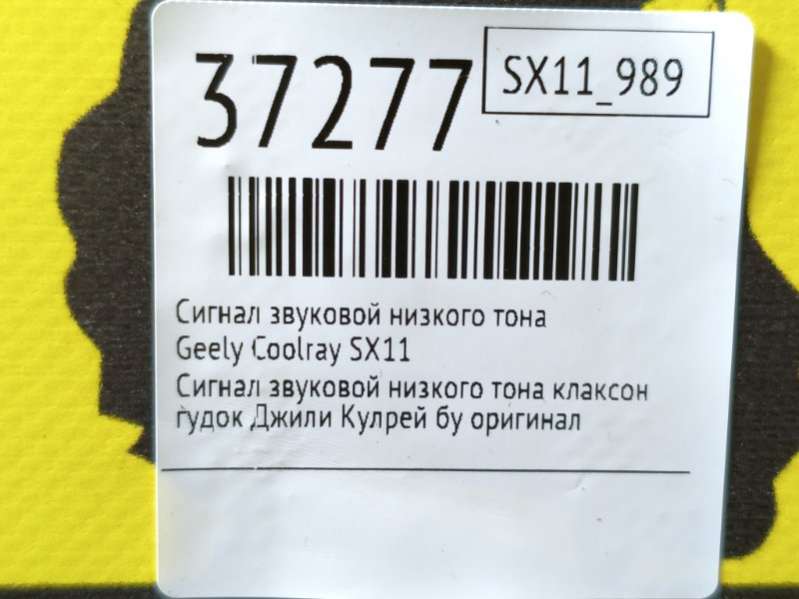 37277
SX11_989
Сигнал звуковой низкого тона
Geely Coolray SX11
Сигнал звуковой низкого тона клаксон
гудок Джили Кулрей бу оригинал